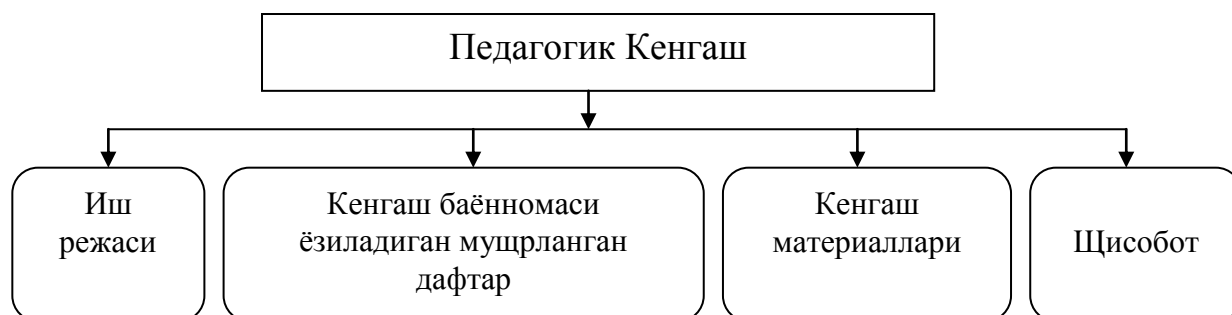 Педагогик Кенгаш
Иш
режаси
Кенгаш баённомаси
ёзиладиган мущрланган
дафтар
Кенгаш
материаллари
Щисобот